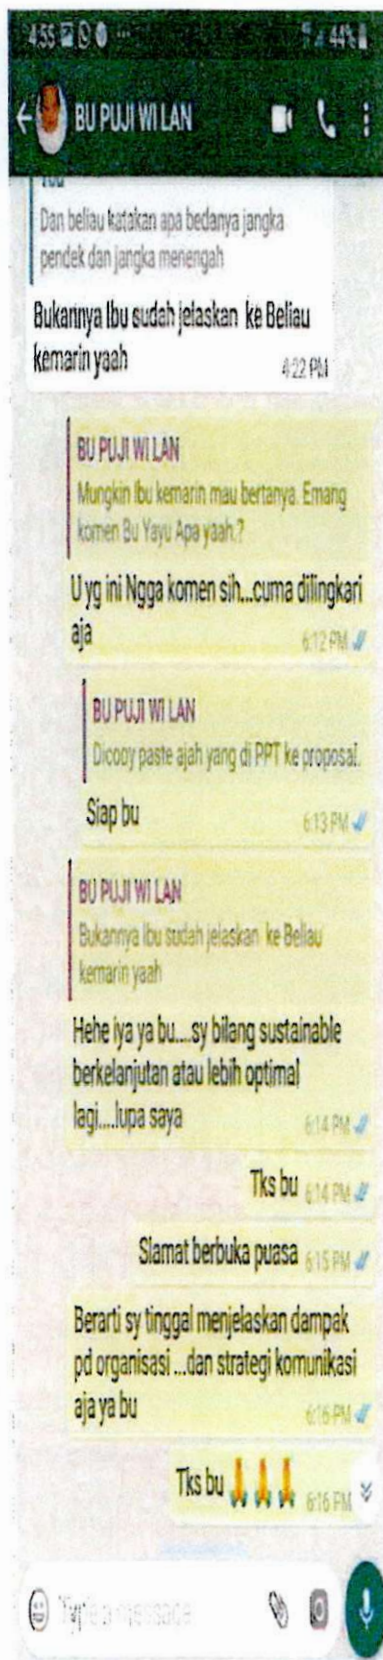 4:55
44%
BU PUJI WI LAN
You
Dan beliau katakan apa bedanya jangka
pendek dan jangka menengah
Bukannya Ibu sudah jelaskan ke Beliau
kemarin yaah
4:22 PM
BU PUJI WI LAN
Mungkin Ibu kemarin mau bertanya. Emang
komen Bu Yayu Apa yaah.?
U yg ini Ngga komen sih...cuma dilingkari
aja
6:12 PM
BU PUJI WI LAN
Dicopy paste ajah yang di PPT ke proposal.
Siap bu
6:13 PM
BU PUJI WI LAN
Bukannya Ibu sudah jelaskan ke Beliau
kemarin yaah
Hehe iya ya bu....sy bilang sustainable
berkelanjutan atau lebih optimal
lagi....lupa saya
6:14 PM
Tks bu 6:14 PM
Slamat berbuka puasa 6:15 PM
Berarti sy tinggal menjelaskan dampak
pd organisasi ...dan strategi komunikasi
aja ya bu
6:16 PM
Tks bu 🙏🙏🙏 6:16 PM
Type a message